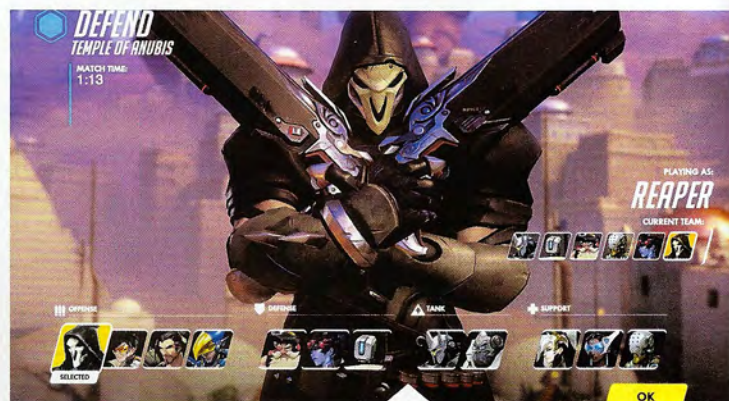 DEFEND
TEMPLE OF ANUBIS
MATCH TIME:
1:13
PLAYING AS:
REAPER
CURRENT TEAM:
OFFENSE
DEFENSE
TANK
SUPPORT
SELECTED
OK